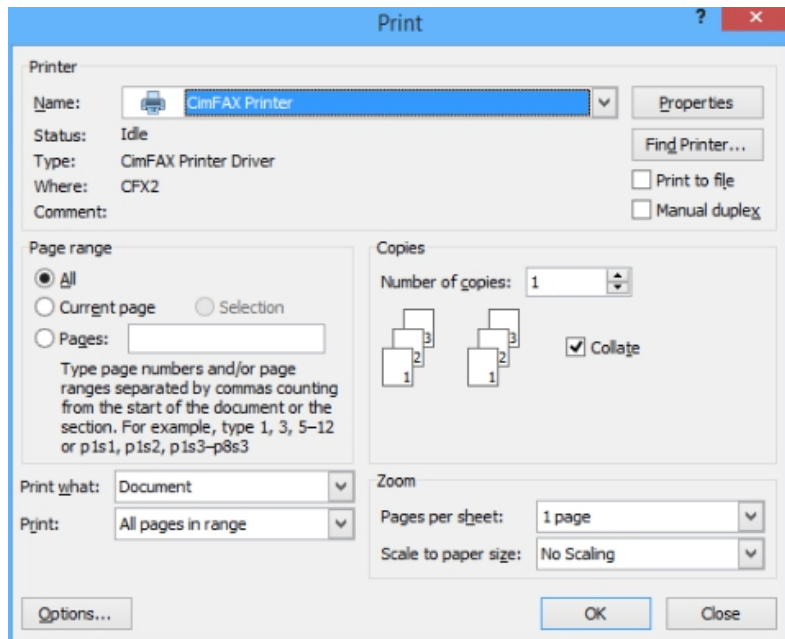 Print
?
Printer
Name:
CimFAX Printer
Properties
Status:
Idle
Find Printer...
Type:
CimFAX Printer Driver
Where:
CFX2
Print to file
Comment:
Manual duplex
Page range
All
Current page
Selection
Pages:
Type page numbers and/or page
ranges separated by commas counting
from the start of the document or the
section. For example, type 1, 3, 5–12
or p1s1, p1s2, p1s3–p8s3
Copies
Number of copies:
1
3
2
1
3
2
1
Collate
Print what:
Document
Print:
All pages in range
Zoom
Pages per sheet:
1 page
Scale to paper size:
No Scaling
Options...
OK
Close